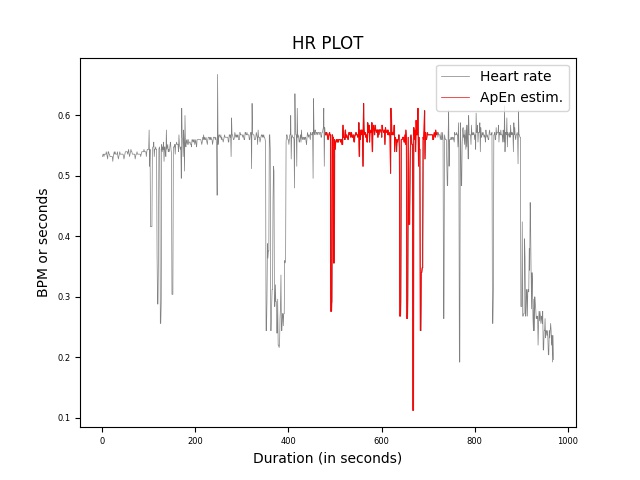 HR PLOT
Heart rate
ApEn estim.
0.6
0.5
0.4
0.3
0.2
0.1
BPM or seconds
0 200 400 600 800 1000
Duration (in seconds)